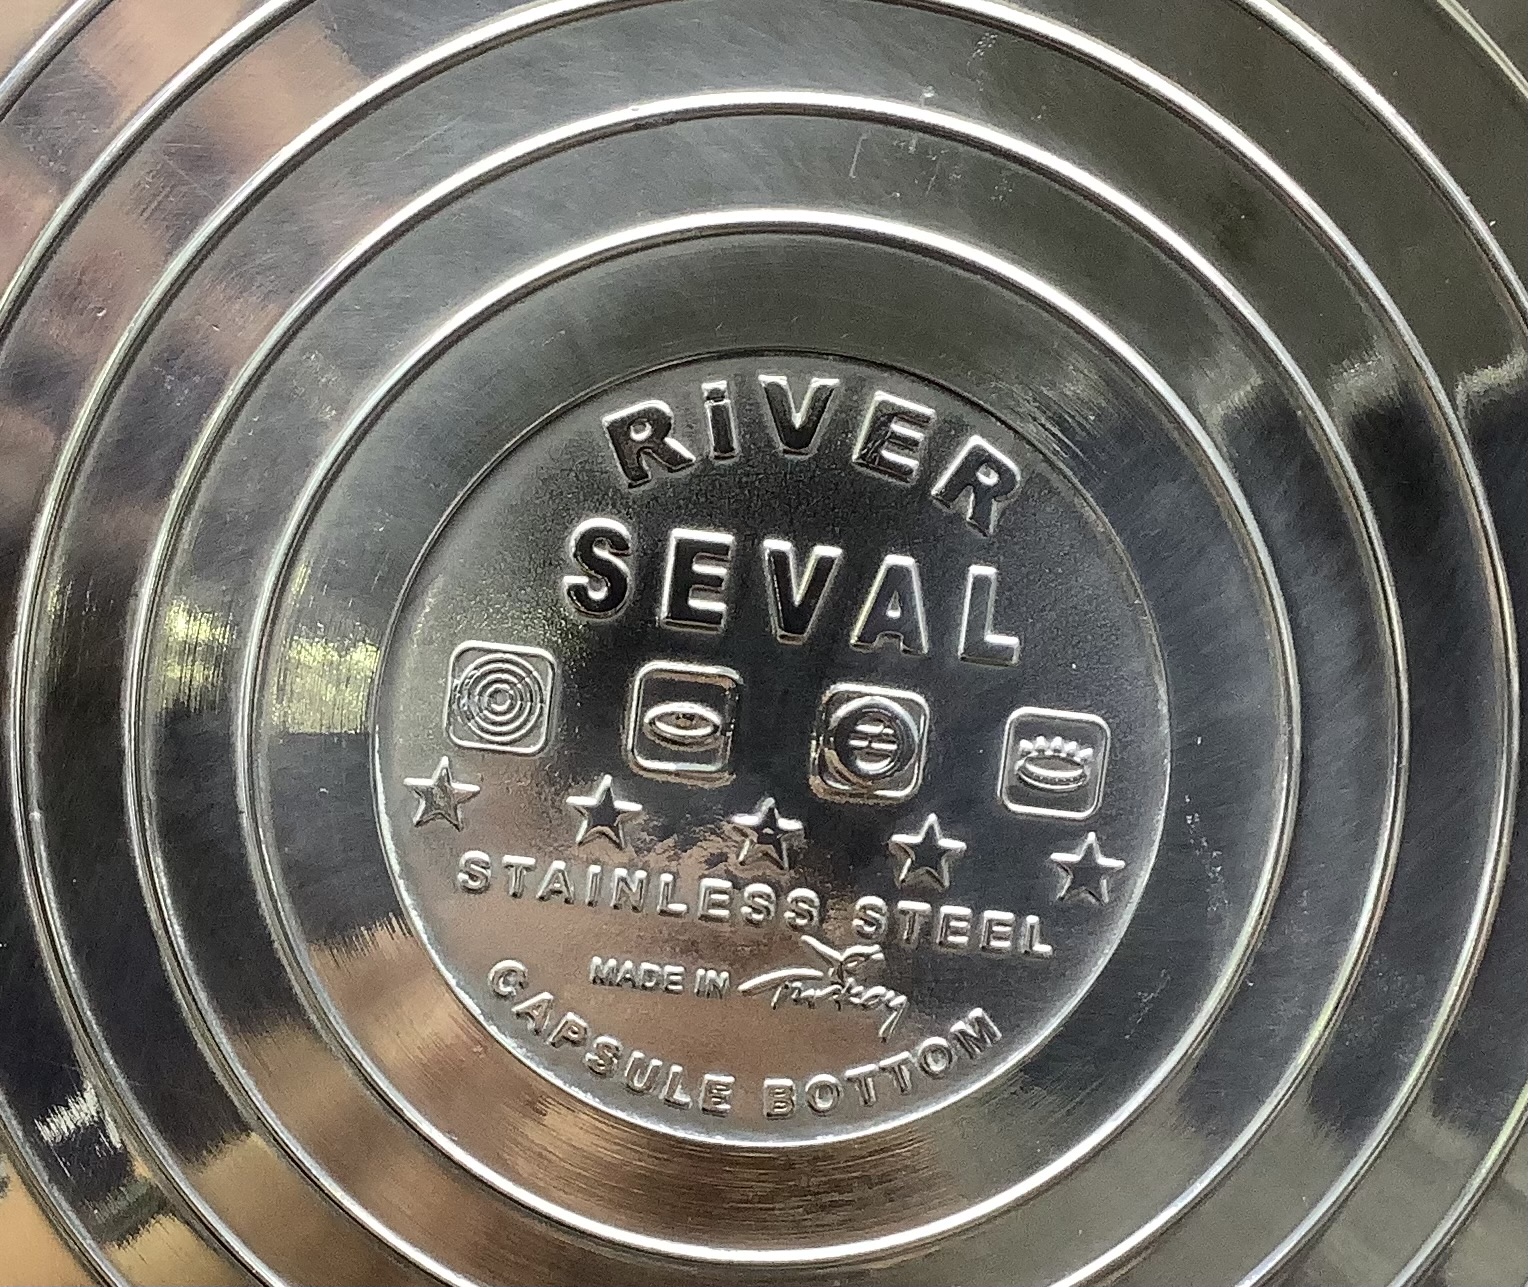 RiVER
SEVAL
STAINLESS STEEL
MADE IN Turkey
CAPSULE BOTTOM